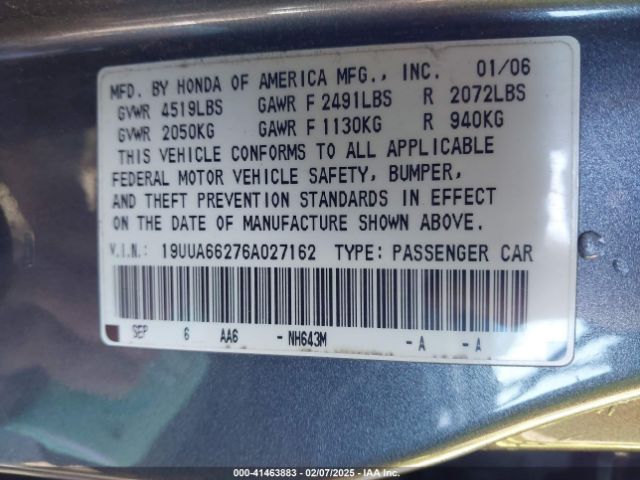 MFD. BY HONDA OF AMERICA MFG., INC. 01/06
GVWR 4519LBS GAWR F 2491LBS R 2072LBS
GVWR 2050KG GAWR F 1130KG R 940KG
THIS VEHICLE CONFORMS TO ALL APPLICABLE
FEDERAL MOTOR VEHICLE SAFETY, BUMPER,
AND THEFT PREVENTION STANDARDS IN EFFECT
ON THE DATE OF MANUFACTURE SHOWN ABOVE.
V.I.N.: 19UUA66276A027162 TYPE: PASSENGER CAR
SEP 6 AA6 - NH643M - A - A
000-41463883 - 02/07/2025 - IAA Inc.